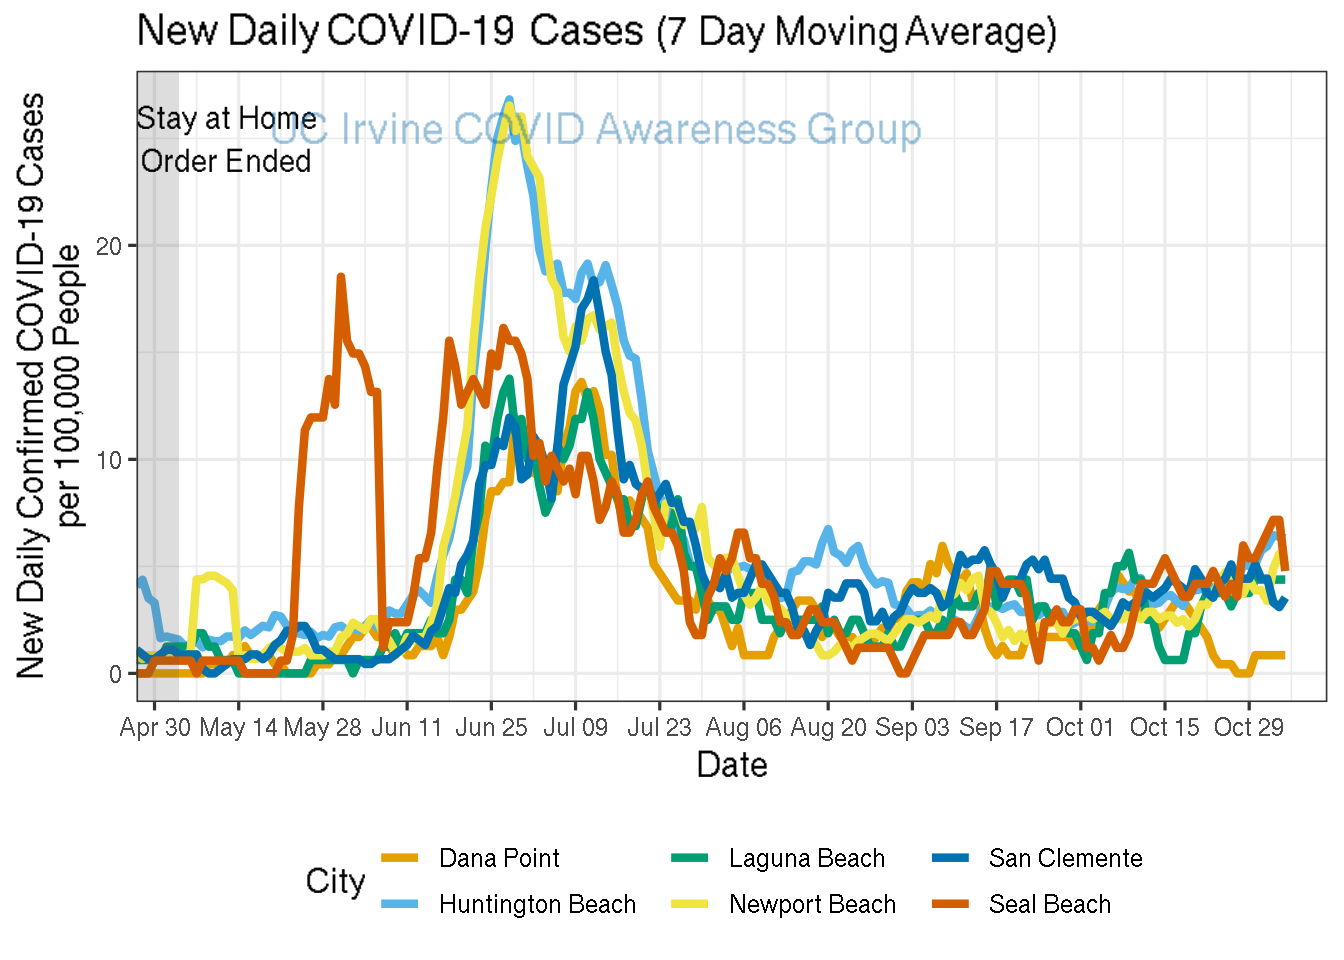 New Daily COVID-19 Cases (7 Day Moving Average)
New Daily Confirmed COVID-19 Cases
per 100,000 People
Stay at Home
Order Ended
UC Irvine COVID Awareness Group
20
10
0
Apr 30 May 14 May 28 Jun 11 Jun 25 Jul 09 Jul 23 Aug 06 Aug 20 Sep 03 Sep 17 Oct 01 Oct 15 Oct 29
Date
City
Dana Point Laguna Beach San Clemente
Huntington Beach Newport Beach Seal Beach